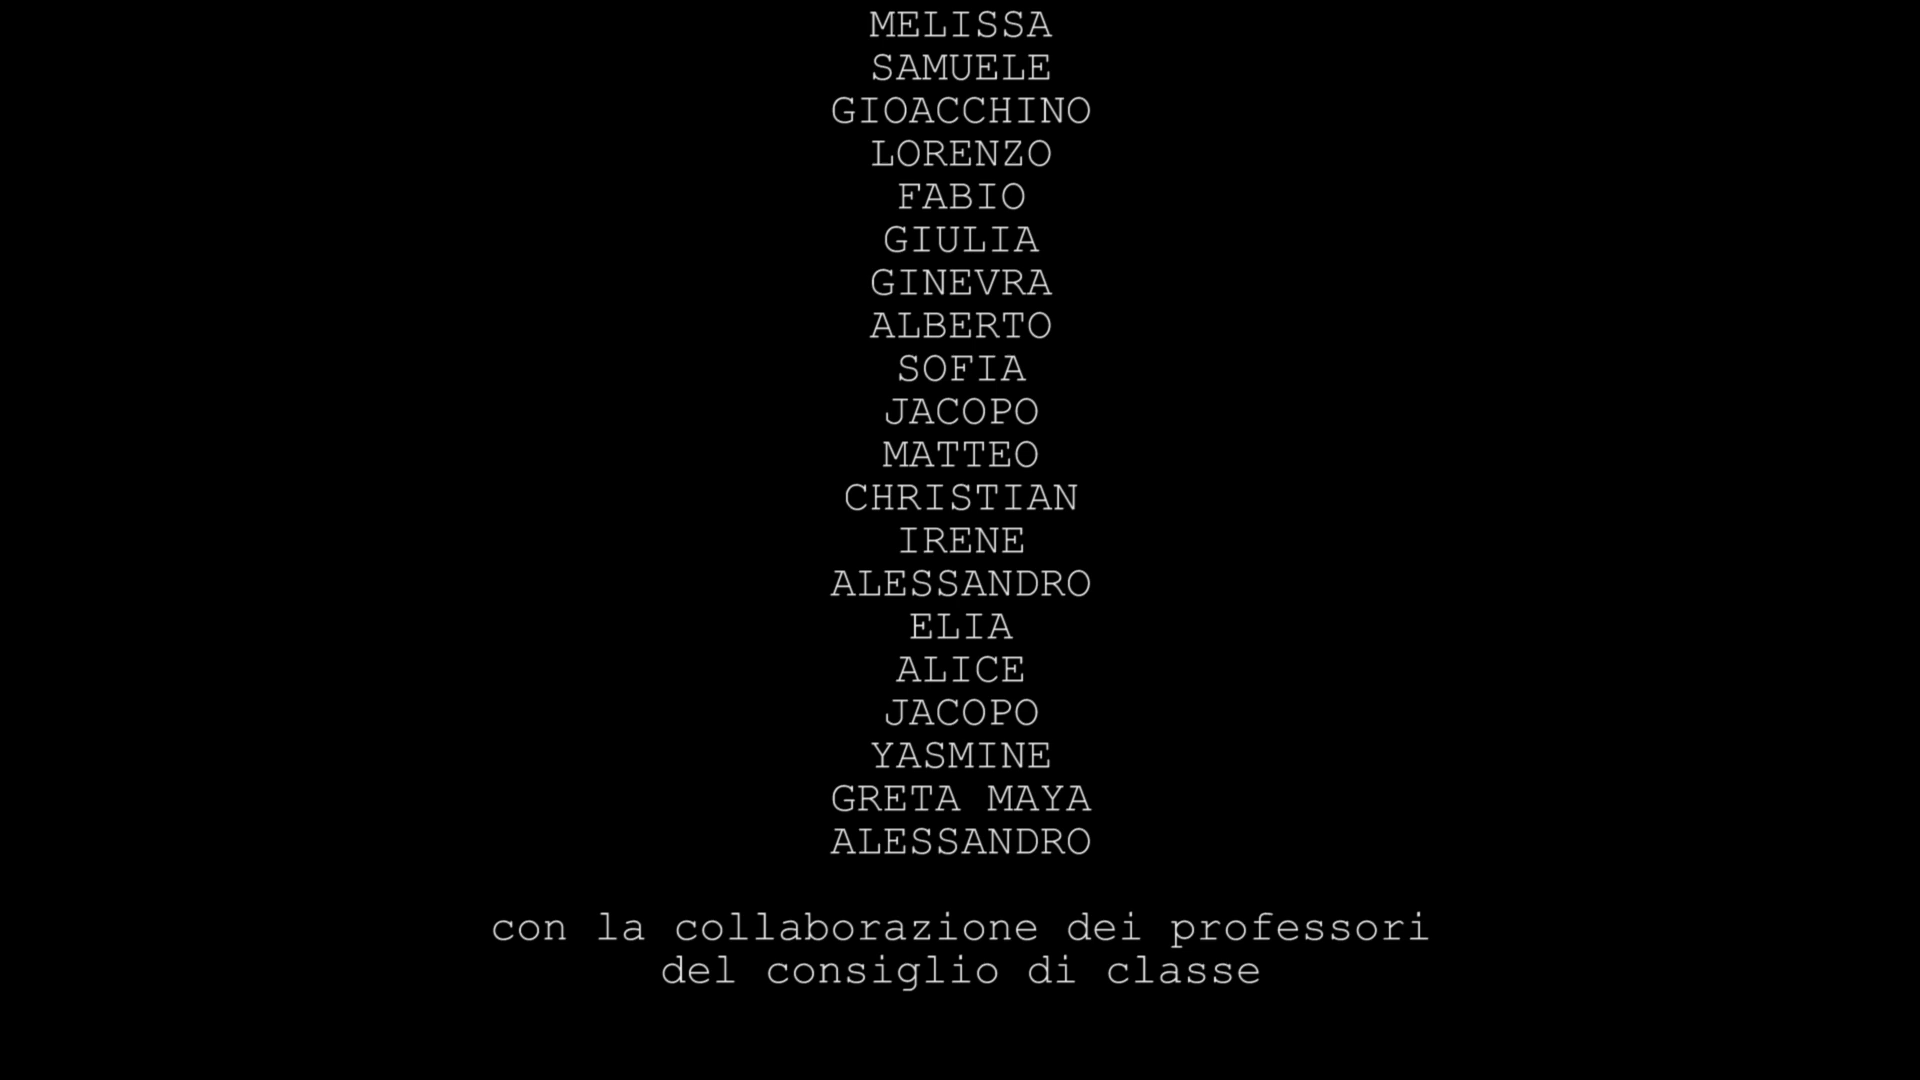 MELISSA
SAMUELE
GIOACCHINO
LORENZO
FABIO
GIULIA
GINEVRA
ALBERTO
SOFIA
JACOPO
MATTEO
CHRISTIAN
IRENE
ALESSANDRO
ELIA
ALICE
JACOPO
YASMINE
GRETA MAYA
ALESSANDRO
con la collaborazione dei professori
del consiglio di classe